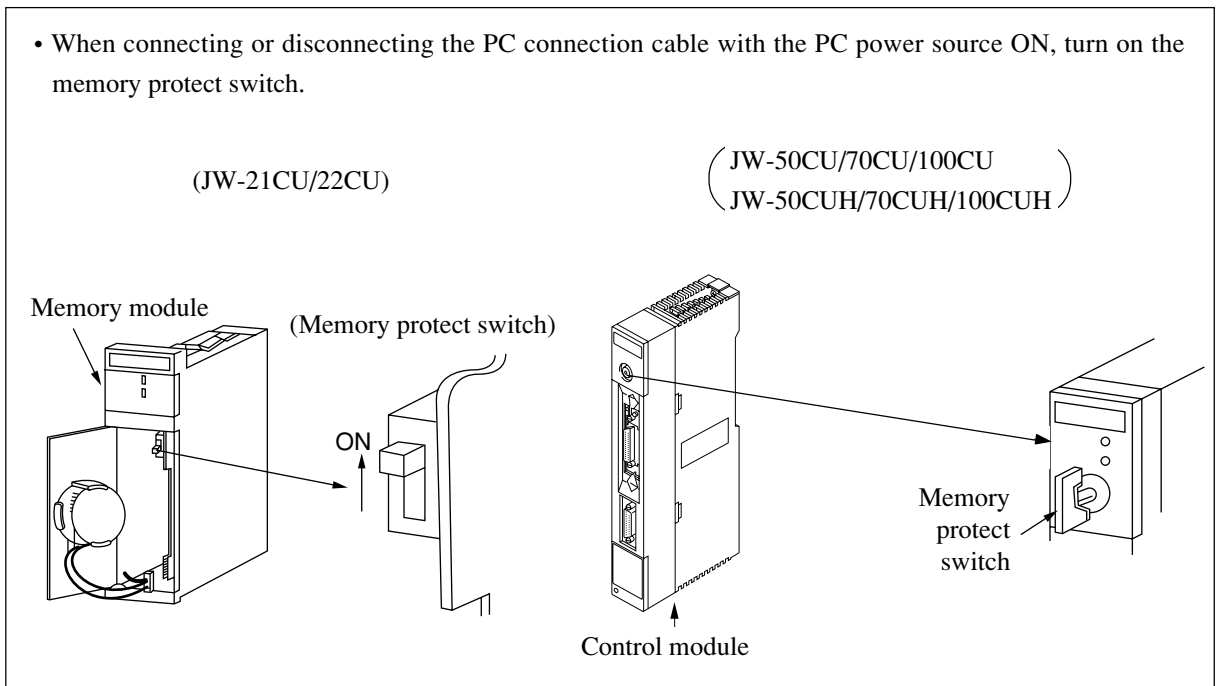 • When connecting or disconnecting the PC connection cable with the PC power source ON, turn on the
memory protect switch.
(JW-21CU/22CU)
JW-50CU/70CU/100CU
JW-50CUH/70CUH/100CUH
Memory module
(Memory protect switch)
ON
Memory
protect
switch
Control module